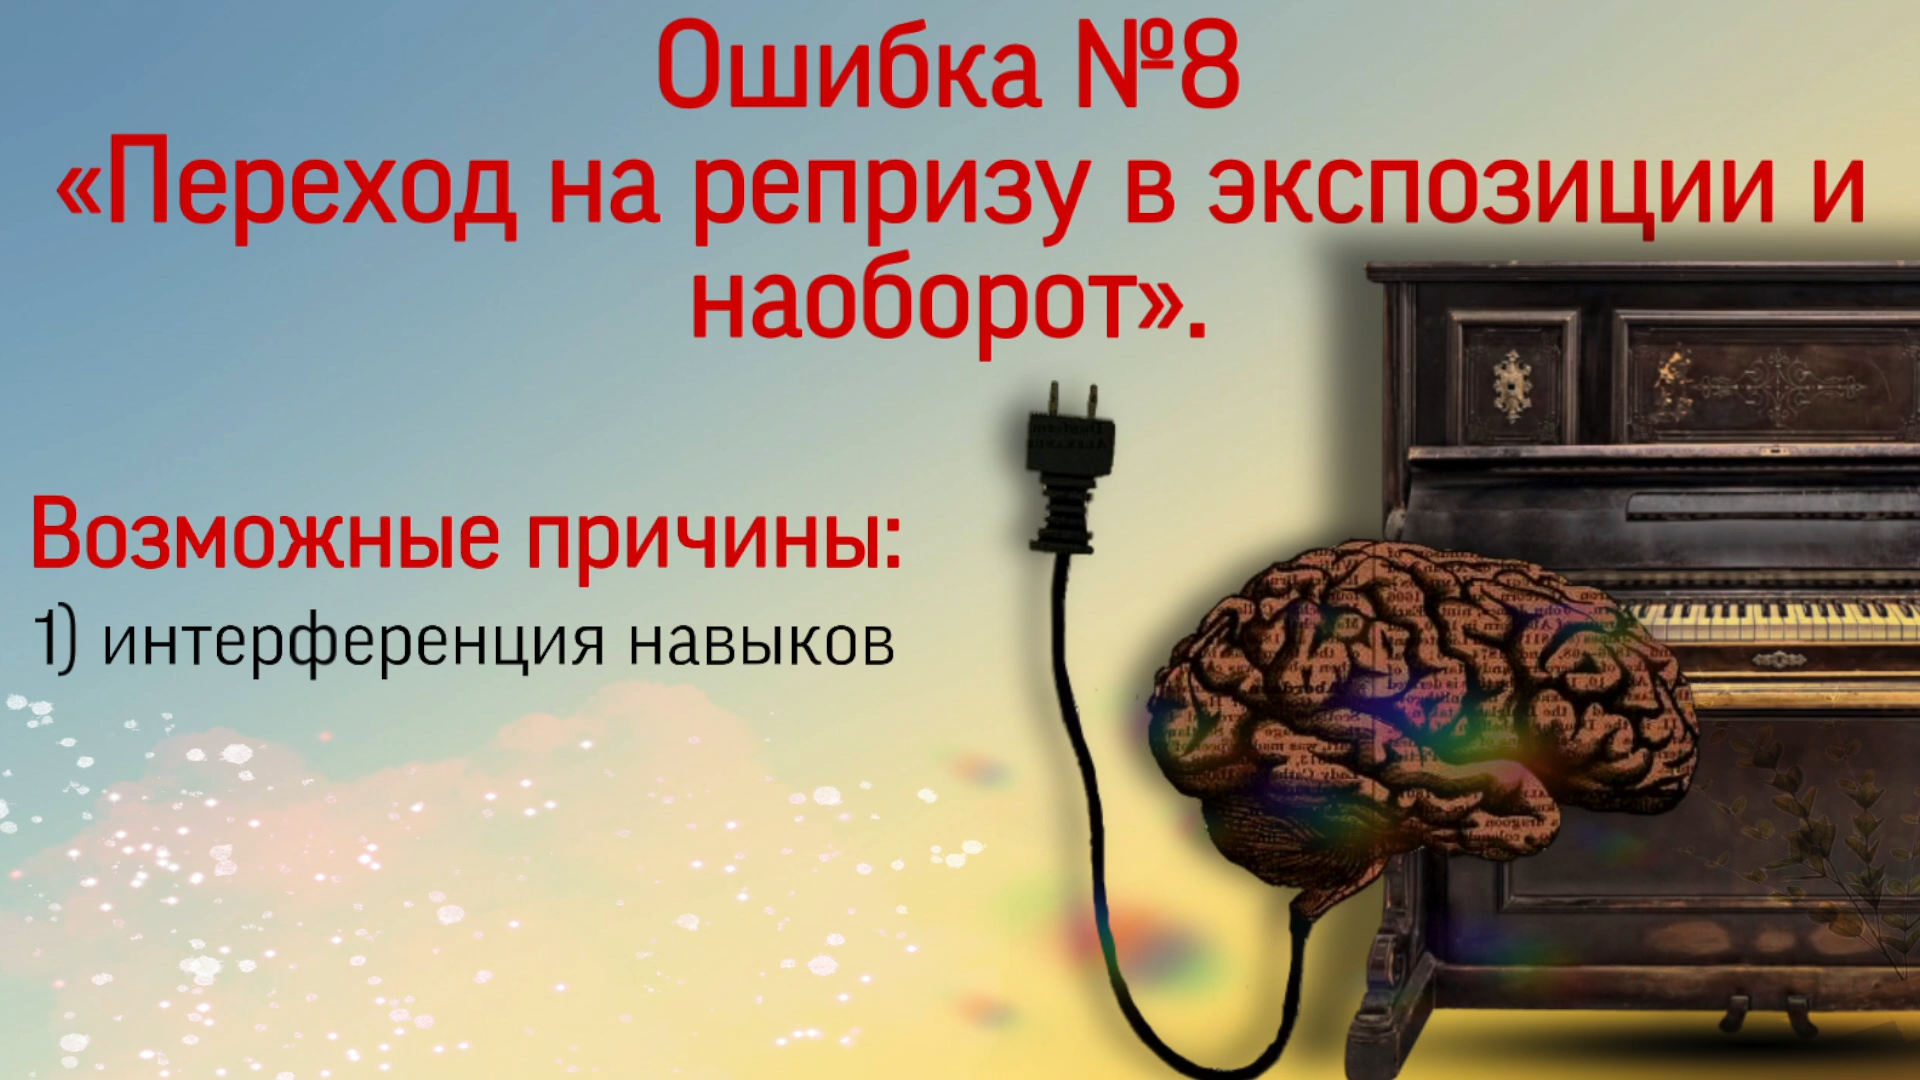 Ошибка №8
«Переход на репризу в экспозиции и
наоборот».
Возможные причины:
1) интерференция навыков